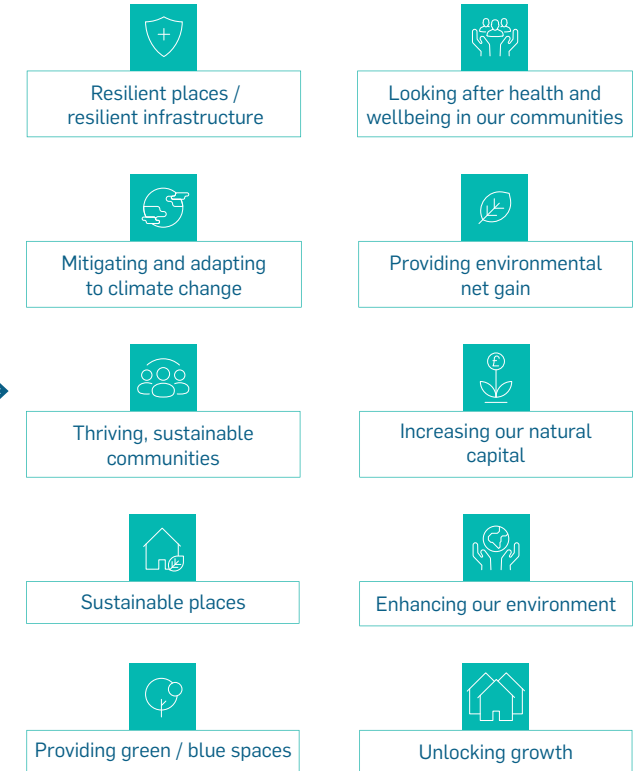 Resilient places /
resilient infrastructure
Looking after health and
wellbeing in our communities
Mitigating and adapting
to climate change
Providing environmental
net gain
£
Thriving, sustainable
communities
Increasing our natural
capital
Sustainable places
Enhancing our environment
Providing green / blue spaces
Unlocking growth